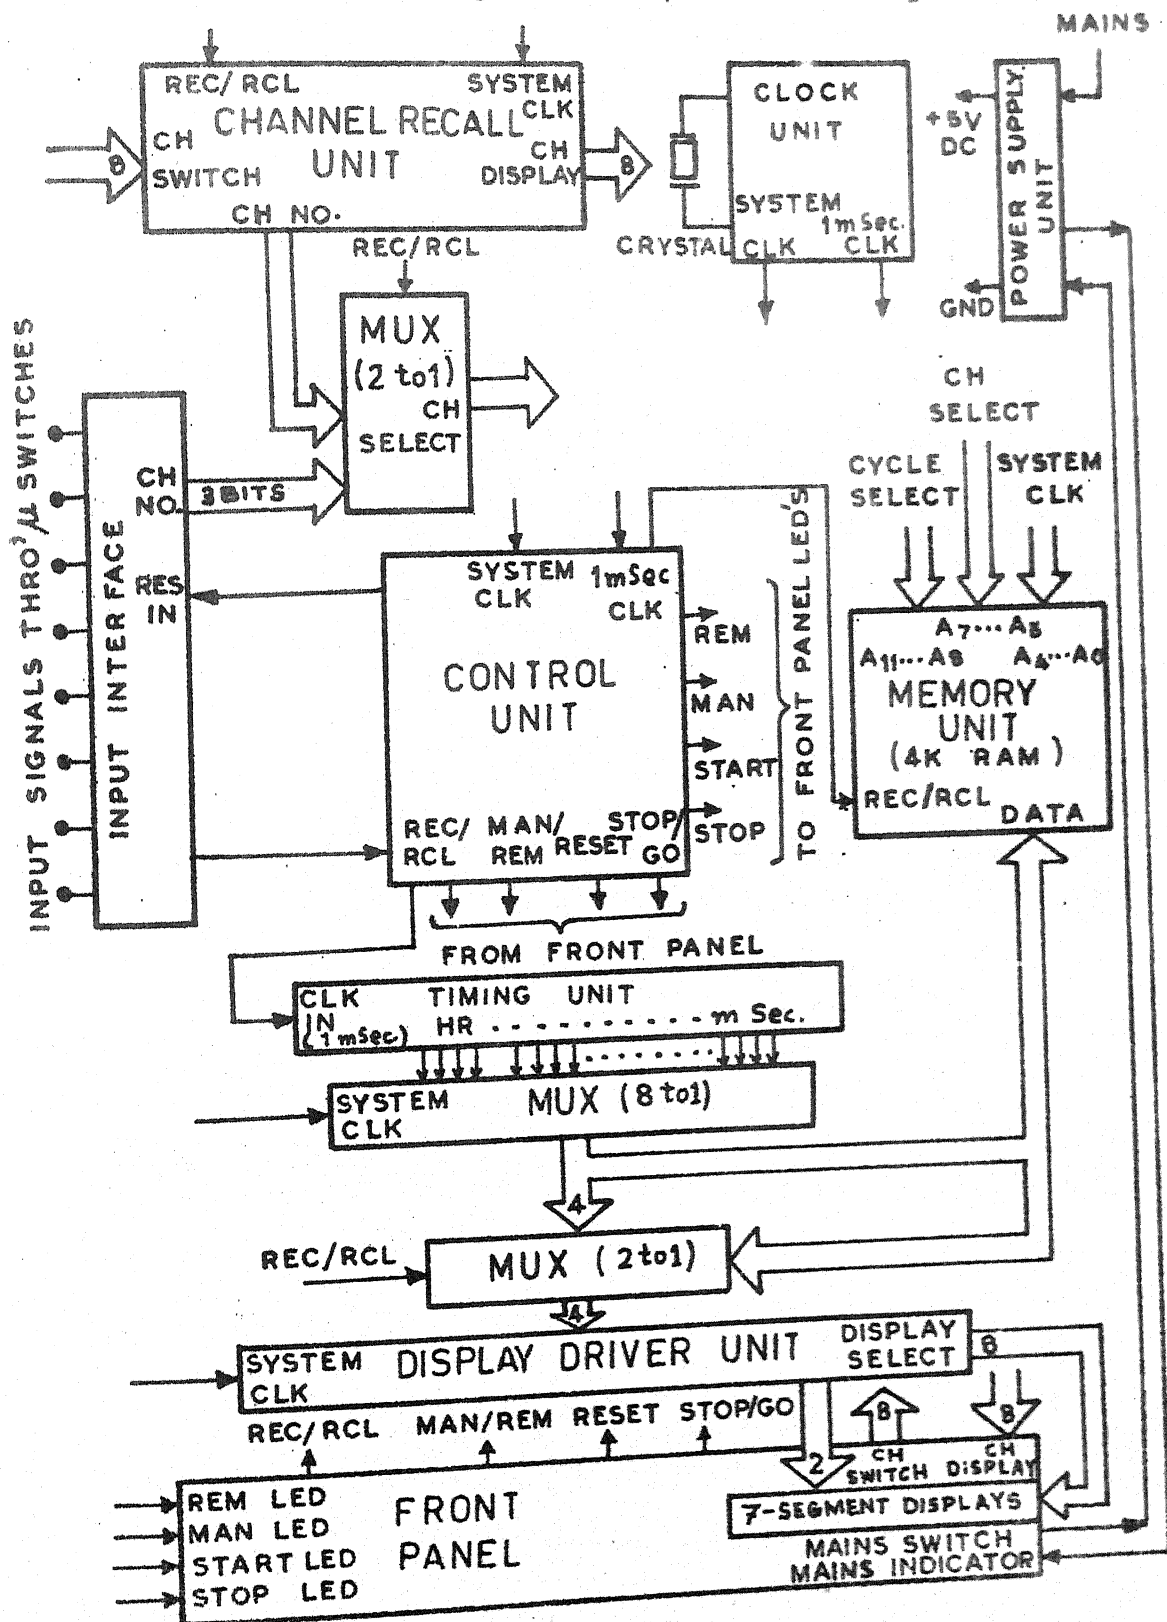 MAINS
REC/RCL
SYSTEM
CLK
CHANNEL RECALL
UNIT
CH
SWITCH
8
CH
DISPLAY
8
CH NO.
CLOCK
UNIT
SYSTEM
CLK
1mSec.
CLK
CRYSTAL
+5V
DC
GND
POWER SUPPLY.
UNIT
REC/RCL
MUX
(2 to1)
CH
SELECT
INPUT SIGNALS THRO'/μ SWITCHES
INPUT INTERFACE
CH
NO.
3BITS
RES
IN
SYSTEM
CLK
1mSec
CLK
CONTROL
UNIT
REM
MAN
START
STOP
TO FRONT PANEL LED'S
REC/
RCL
MAN/
REM
RESET
STOP/
GO
CH
SELECT
CYCLE
SELECT
SYSTEM
CLK
A7...A5
A11...A8
A4...A0
MEMORY
UNIT
(4K RAM)
REC/RCL
DATA
FROM FRONT PANEL
CLK
IN
(1mSec)
TIMING UNIT
HR ........... m Sec.
SYSTEM
CLK
MUX (8 to1)
4
REC/RCL
MUX (2 to1)
4
SYSTEM
CLK
DISPLAY DRIVER UNIT
DISPLAY
SELECT
8
REC/RCL
MAN/REM
RESET
STOP/GO
2
8
8
CH
SWITCH
CH
DISPLAY
REM LED
MAN LED
START LED
STOP LED
FRONT
PANEL
7-SEGMENT DISPLAYS
MAINS SWITCH
MAINS INDICATOR